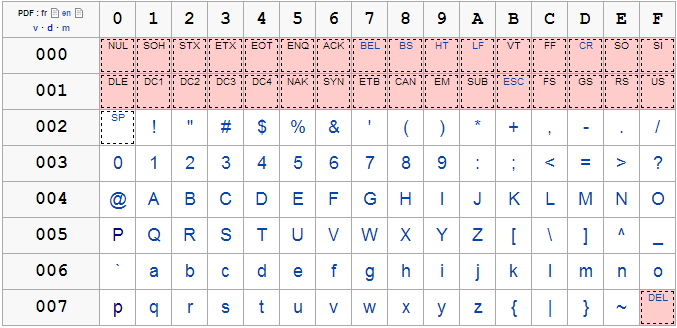 PDF : fr en 0 1 2 3 4 5 6 7 8 9 A B C D E F
v · d · m
000 NUL SOH STX ETX EOT ENQ ACK BEL BS HT LF VT FF CR SO SI
001 DLE DC1 DC2 DC3 DC4 NAK SYN ETB CAN EM SUB ESC FS GS RS US
002 SP ! " # $ % & ' ( ) * + , - . /
003 0 1 2 3 4 5 6 7 8 9 : ; < = > ?
004 @ A B C D E F G H I J K L M N O
005 P Q R S T U V W X Y Z [ \ ] ^ _
006 ` a b c d e f g h i j k l m n o
007 p q r s t u v w x y z { | } ~ DEL